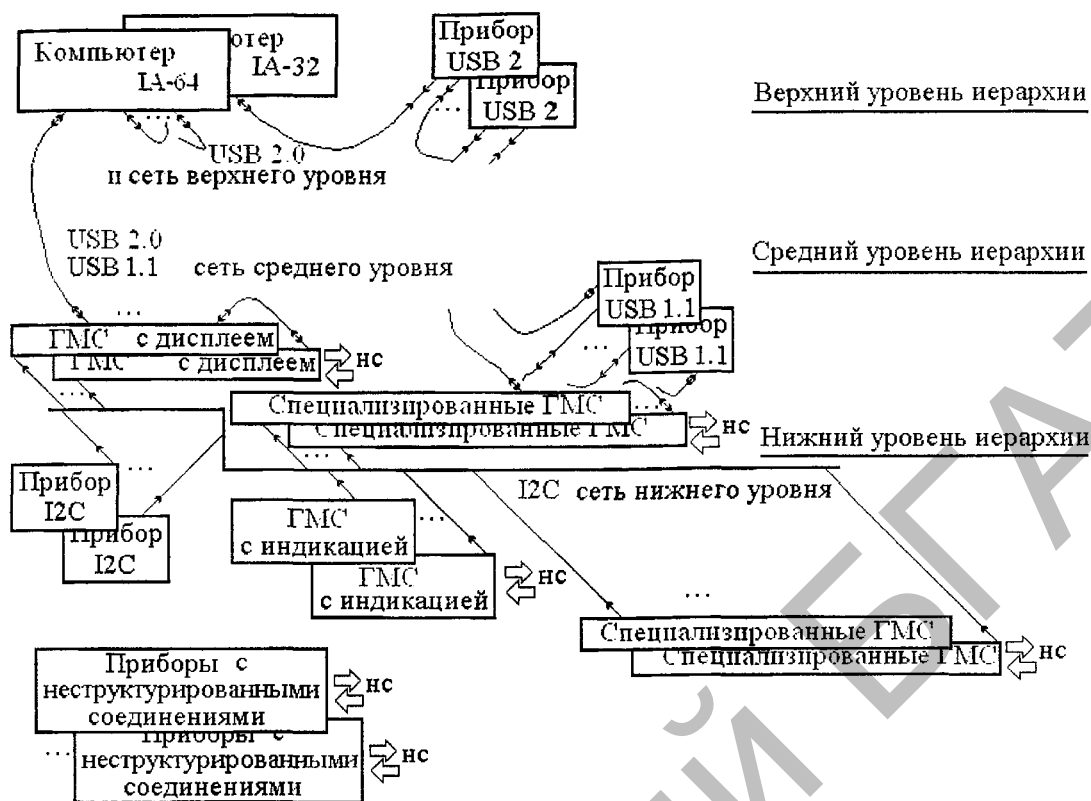 Компьютер
IA-64
ютер
IA-32
Прибор
USB 2
Прибор
USB 2
Верхний уровень иерархии
USB 2.0
и сеть верхнего уровня
USB 2.0
USB 1.1 сеть среднего уровня
Средний уровень иерархии
Прибор
USB 1.1
Прибор
USB 1.1
ГМС с дисплеем
ГМС с дисплеем
нс
Специализированные ГМС
Специализированные ГМС
нс
Нижний уровень иерархии
Прибор
I2C
Прибор
I2C
I2C сеть нижнего уровня
ГМС
с индикацией
ГМС
с индикацией
нс
Специализированные ГМС
Специализированные ГМС
нс
Приборы с
неструктурированными
соединениями
нс
Приборы с
неструктурированными
соединениями
нс